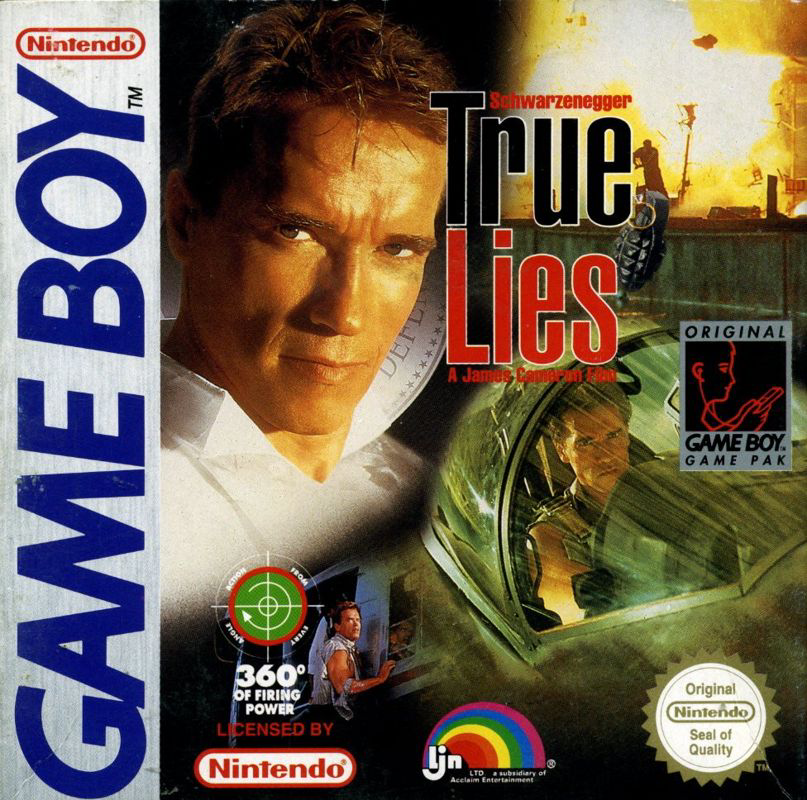 Nintendo
GAME BOY
TM
Schwarzenegger
True
Lies
A James Cameron Film
DEFEN
ORIGINAL
GAME BOY
TM
GAME PAK
ACTION
FROM
EVERY
ANGLE
360°
OF FIRING
POWER
LICENSED BY
Nintendo
®
ljn
®
LTD a subsidiary of
Acclaim Entertainment
Original
Nintendo
Seal of
Quality
TM